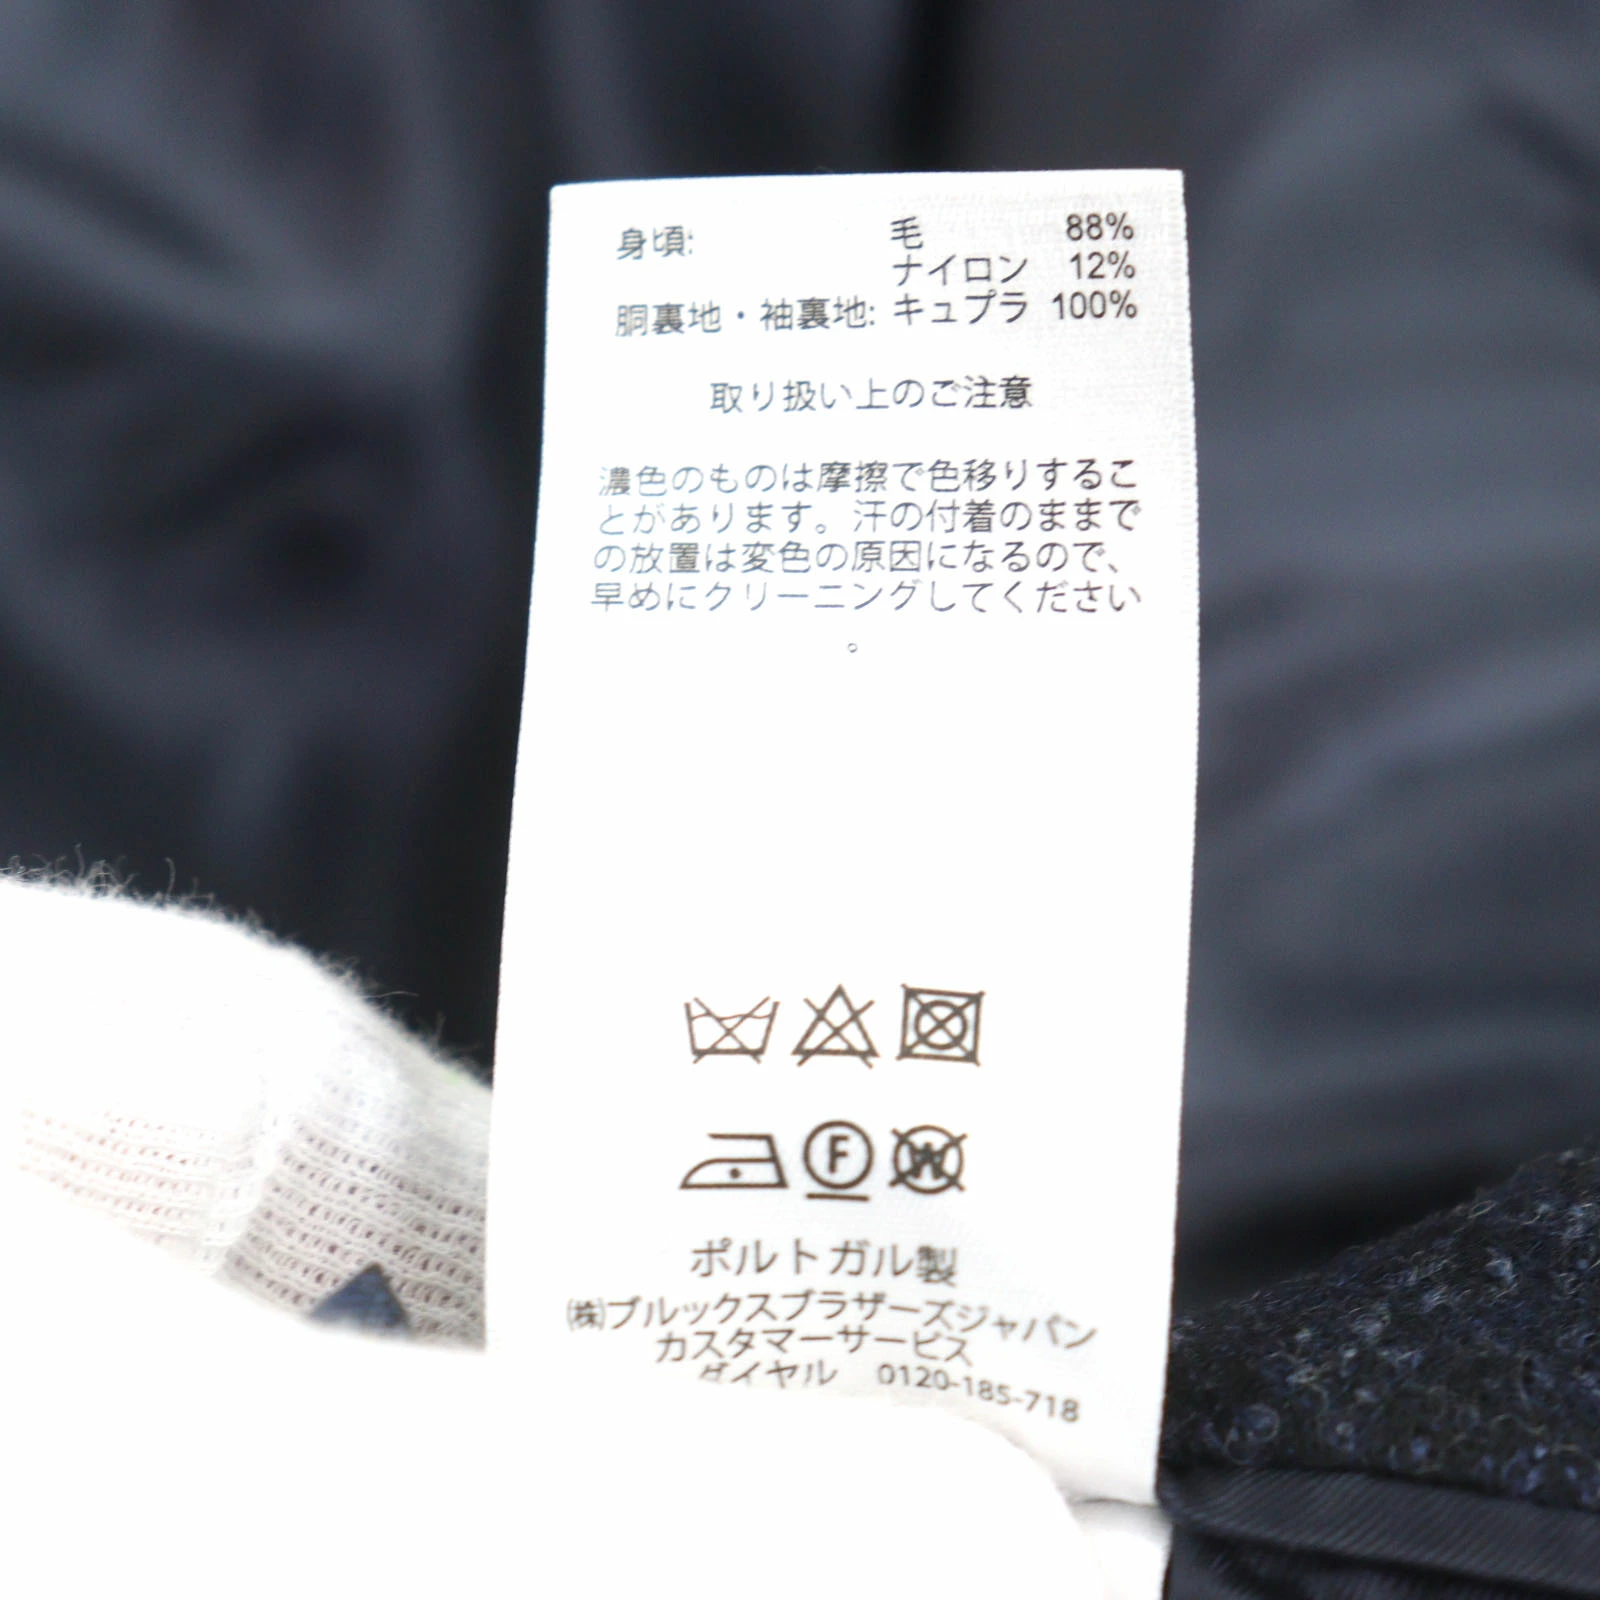 身頃: 毛 88%
ナイロン 12%
胴裏地・袖裏地: キュプラ 100%
取り扱い上のご注意
濃色のものは摩擦で色移りするこ
とがあります。汗の付着のままで
の放置は変色の原因になるので、
早めにクリーニングしてください
。
F W
ポルトガル製
㈱ブルックスブラザーズジャパン
カスタマーサービス
ダイヤル 0120-185-718